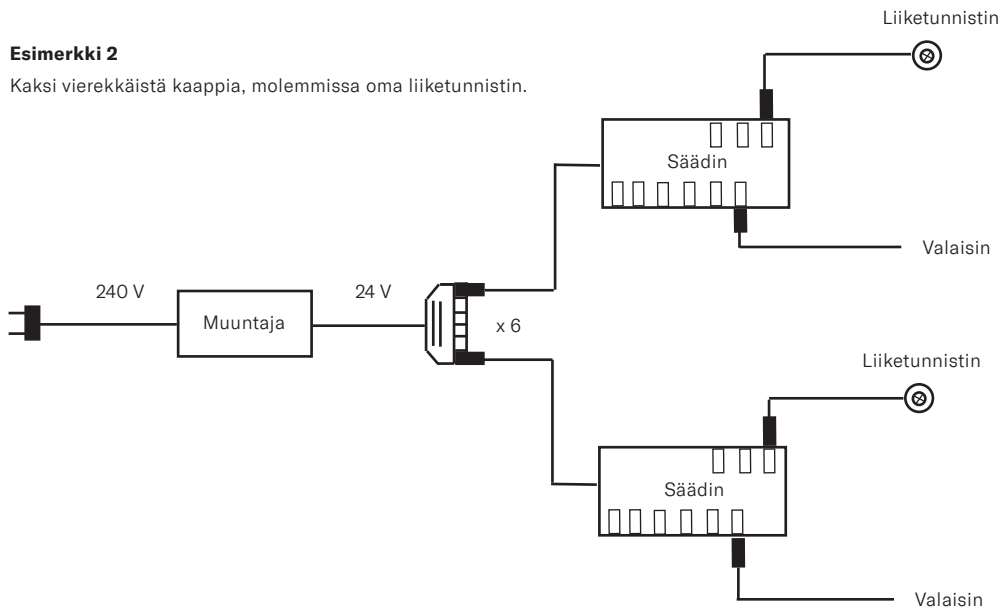 Liiketunnistin
Esimerkki 2
Kaksi vierekkäistä kaappia, molemmissa oma liiketunnistin.
Säädin
Valaisin
240 V
24 V
Muuntaja
x 6
Liiketunnistin
Säädin
Valaisin